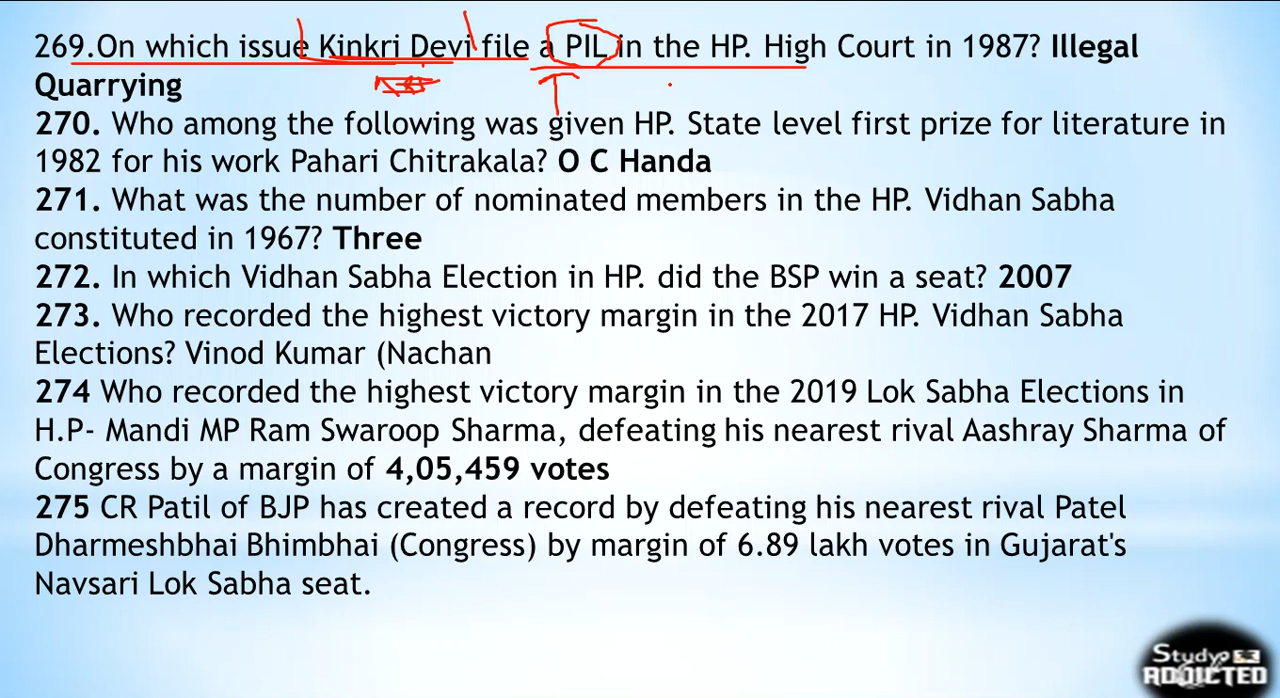 269.On which issue Kinkri Devi file a PIL in the HP. High Court in 1987? Illegal
Quarrying
270. Who among the following was given HP. State level first prize for literature in
1982 for his work Pahari Chitrakala? O C Handa
271. What was the number of nominated members in the HP. Vidhan Sabha
constituted in 1967? Three
272. In which Vidhan Sabha Election in HP. did the BSP win a seat? 2007
273. Who recorded the highest victory margin in the 2017 HP. Vidhan Sabha
Elections? Vinod Kumar (Nachan
274 Who recorded the highest victory margin in the 2019 Lok Sabha Elections in
H.P- Mandi MP Ram Swaroop Sharma, defeating his nearest rival Aashray Sharma of
Congress by a margin of 4,05,459 votes
275 CR Patil of BJP has created a record by defeating his nearest rival Patel
Dharmeshbhai Bhimbhai (Congress) by margin of 6.89 lakh votes in Gujarat's
Navsari Lok Sabha seat.
Study
ADDICTED